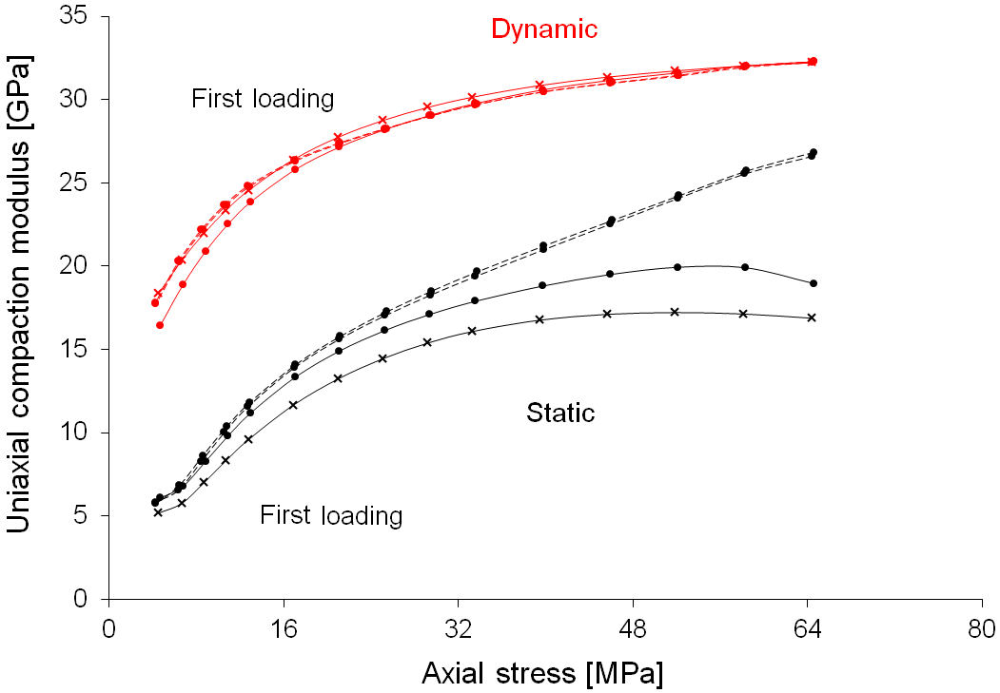 35
Dynamic
30
First loading
25
20
15
Static
10
First loading
5
0
0 16 32 48 64 80
Axial stress [MPa]
Uniaxial compaction modulus [GPa]